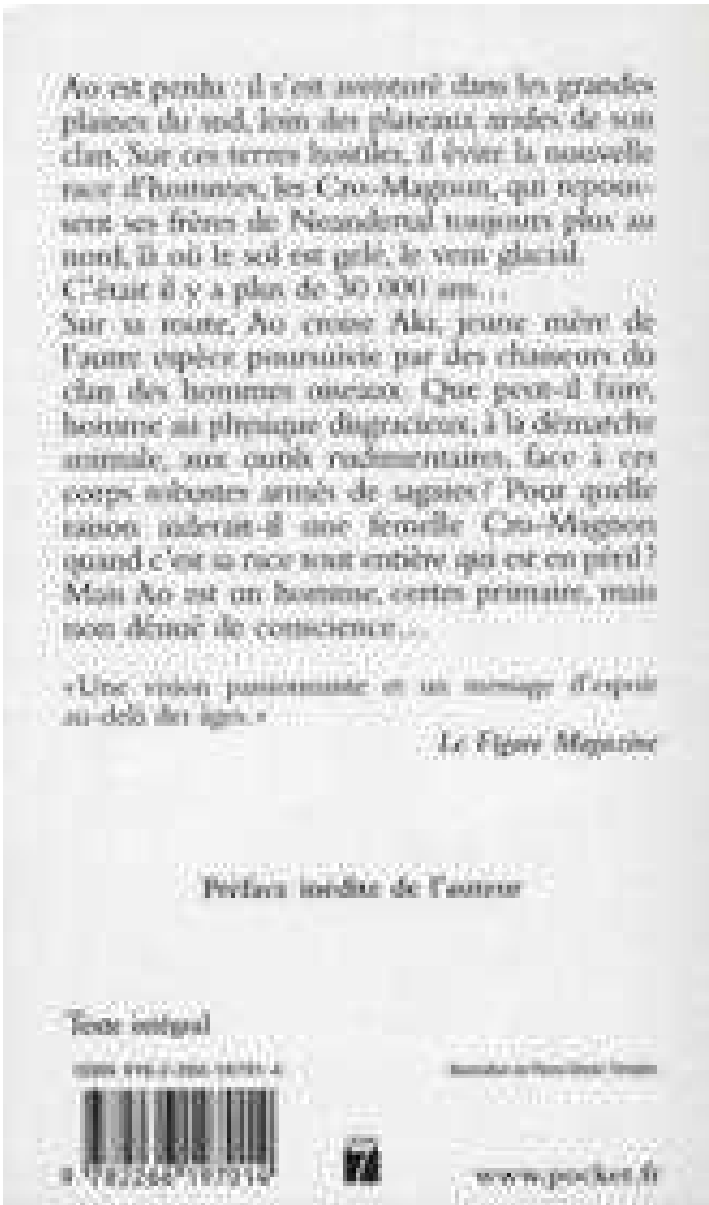 Ao est perdu : il s'est aventuré dans les grandes
plaines du sud, loin des plateaux arides de son
clan. Sur ces terres hostiles, il évite la nouvelle
race d'hommes, les Cro-Magnon, qui repous-
sent ses frères de Neandertal toujours plus au
nord, là où le sol est gelé, le vent glacial.
C'était il y a plus de 30 000 ans…
Sur sa route, Ao croise Aki, jeune mère de
l'autre espèce poursuivie par des chasseurs du
clan des hommes oiseaux. Que peut-il faire,
homme au physique disgracieux, à la démarche
animale, aux outils rudimentaires, face à ces
corps robustes armés de sagaies ? Pour quelle
raison aiderait-il une femelle Cro-Magnon
quand c'est sa race tout entière qui est en péril ?
Mais Ao est un homme, certes primaire, mais
non dénué de conscience…
« Une vision passionnante et un message d'espoir
au-delà des âges. »
Le Figaro Magazine
Préface inédite de l'auteur
Texte intégral
ISBN 978-2-266-19791-4
www.pocket.fr